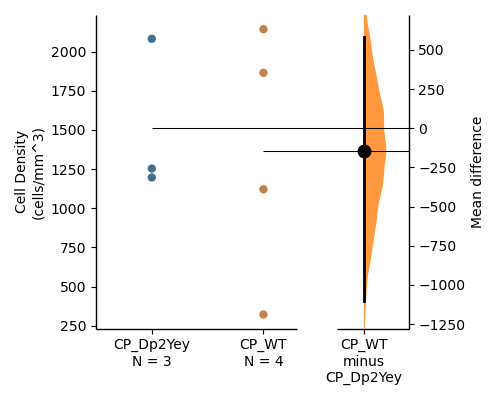 Cell Density
(cells/mm^3)
2000
1750
1500
1250
1000
750
500
250
CP_Dp2Yey
N = 3
CP_WT
N = 4
CP_WT
minus
CP_Dp2Yey
500
250
0
−250
−500
−750
−1000
−1250
Mean difference